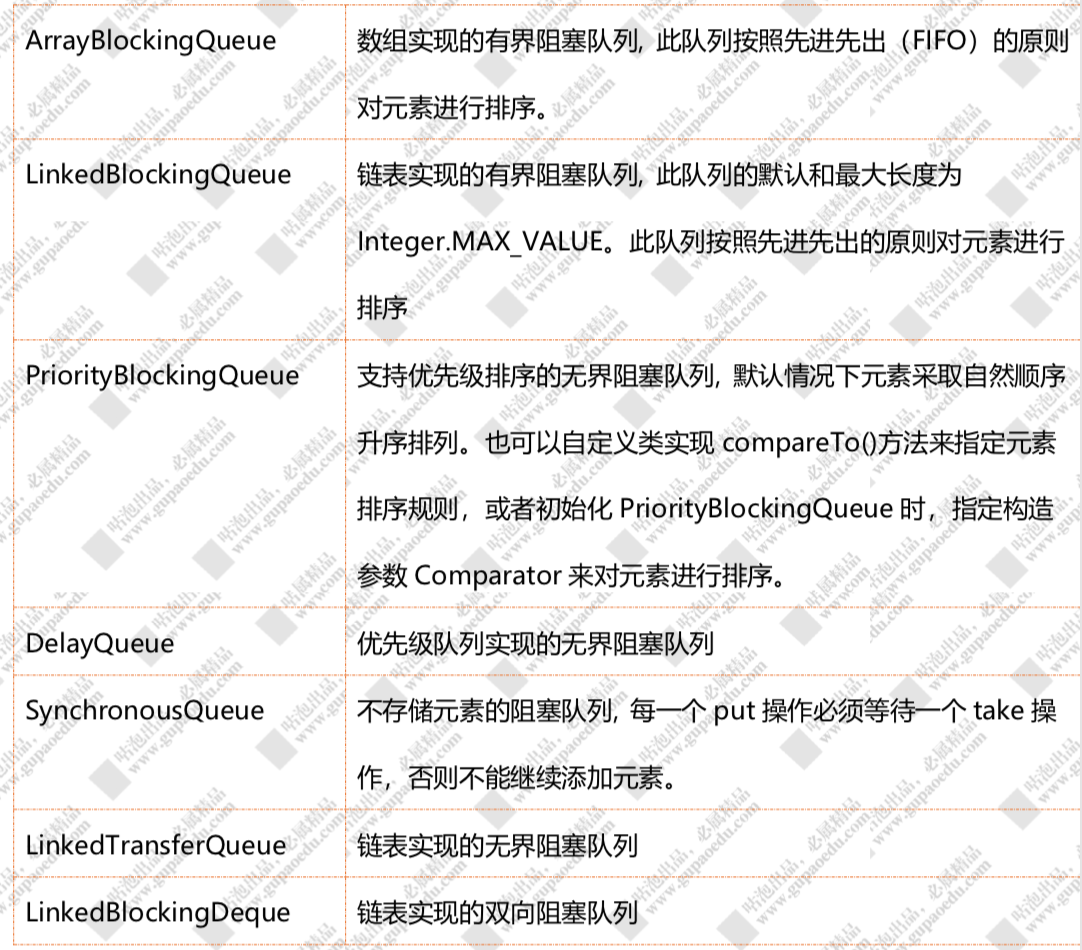 ArrayBlockingQueue
数组实现的有界阻塞队列, 此队列按照先进先出（FIFO）的原则
对元素进行排序。
LinkedBlockingQueue
链表实现的有界阻塞队列, 此队列的默认和最大长度为
Integer.MAX_VALUE。此队列按照先进先出的原则对元素进行
排序
PriorityBlockingQueue
支持优先级排序的无界阻塞队列, 默认情况下元素采取自然顺序
升序排列。也可以自定义类实现 compareTo()方法来指定元素
排序规则，或者初始化 PriorityBlockingQueue 时，指定构造
参数 Comparator 来对元素进行排序。
DelayQueue
优先级队列实现的无界阻塞队列
SynchronousQueue
不存储元素的阻塞队列, 每一个 put 操作必须等待一个 take 操
作，否则不能继续添加元素。
LinkedTransferQueue
链表实现的无界阻塞队列
LinkedBlockingDeque
链表实现的双向阻塞队列
咕泡出品，必属精品
www.gupaoedu.com